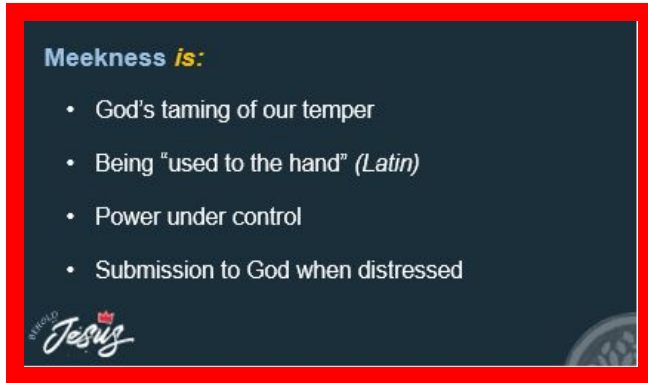 Meekness is:
• God's taming of our temper
• Being “used to the hand” (Latin)
• Power under control
• Submission to God when distressed
BEHOLD
Jesus